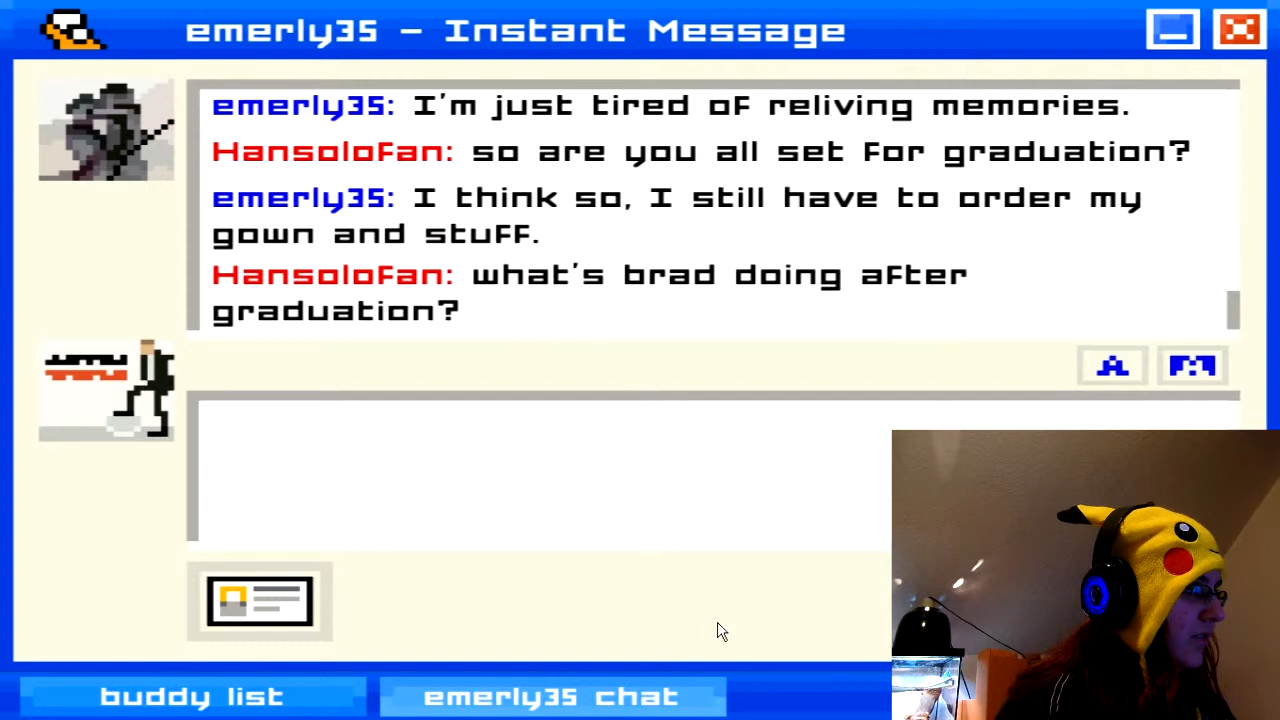 emerly35 - Instant Message
emerly35: I'm just tired of reliving memories.
HansoloFan: so are you all set for graduation?
emerly35: I think so, I still have to order my
gown and stuff.
HansoloFan: what's brad doing after
graduation?
A
buddy list
emerly35 chat